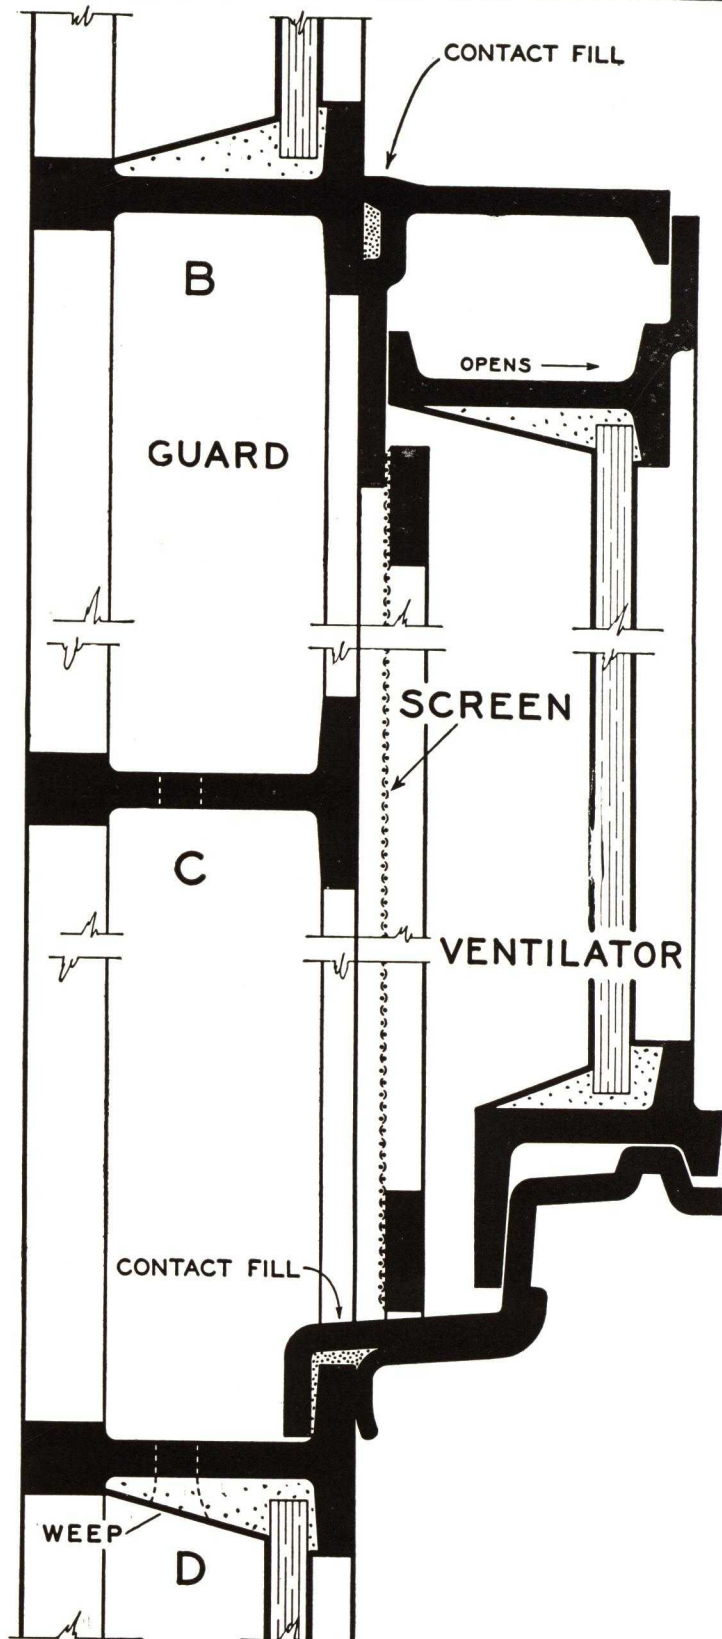 CONTACT FILL
B
OPENS
GUARD
SCREEN
C
VENTILATOR
CONTACT FILL
WEEP
D